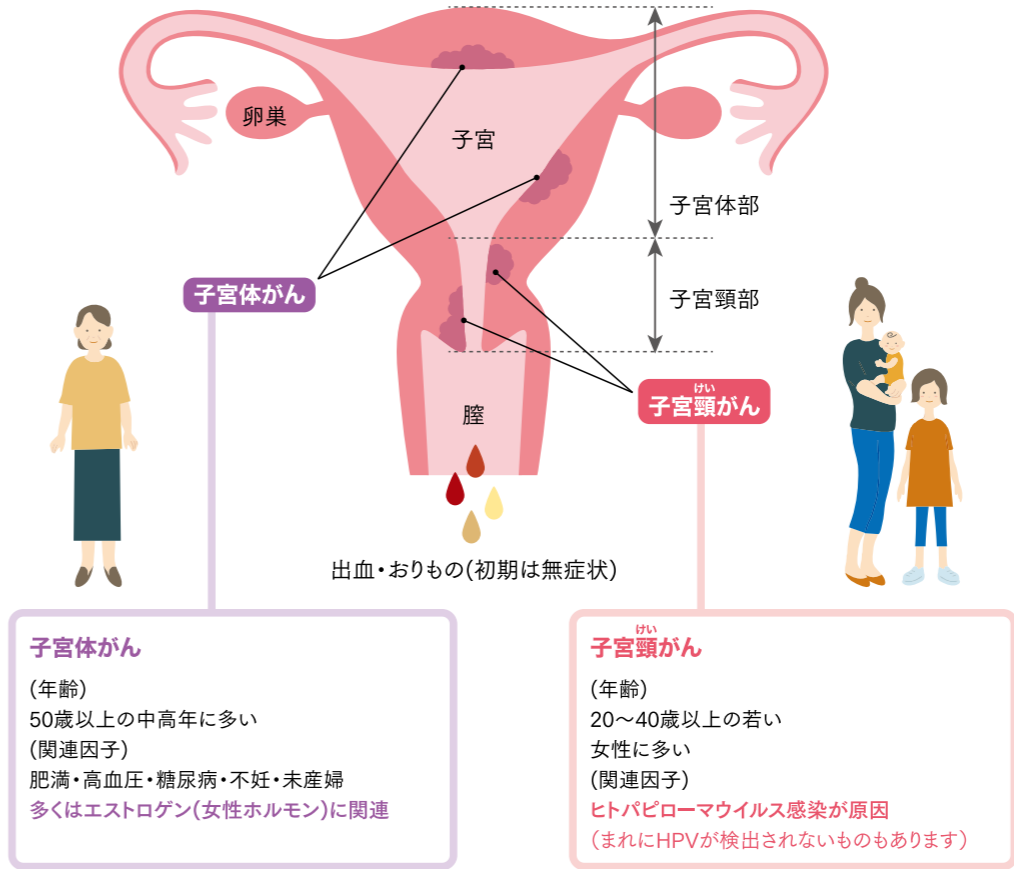 卵巣
子宮
子宮体部
子宮体がん
子宮頸部
けい
子宮頸がん
膣
出血・おりもの(初期は無症状)
子宮体がん
(年齢)
50歳以上の中高年に多い
(関連因子)
肥満・高血圧・糖尿病・不妊・未産婦
多くはエストロゲン(女性ホルモン)に関連
けい
子宮頸がん
(年齢)
20〜40歳以上の若い
女性に多い
(関連因子)
ヒトパピローマウイルス感染が原因
(まれにHPVが検出されないものもあります)